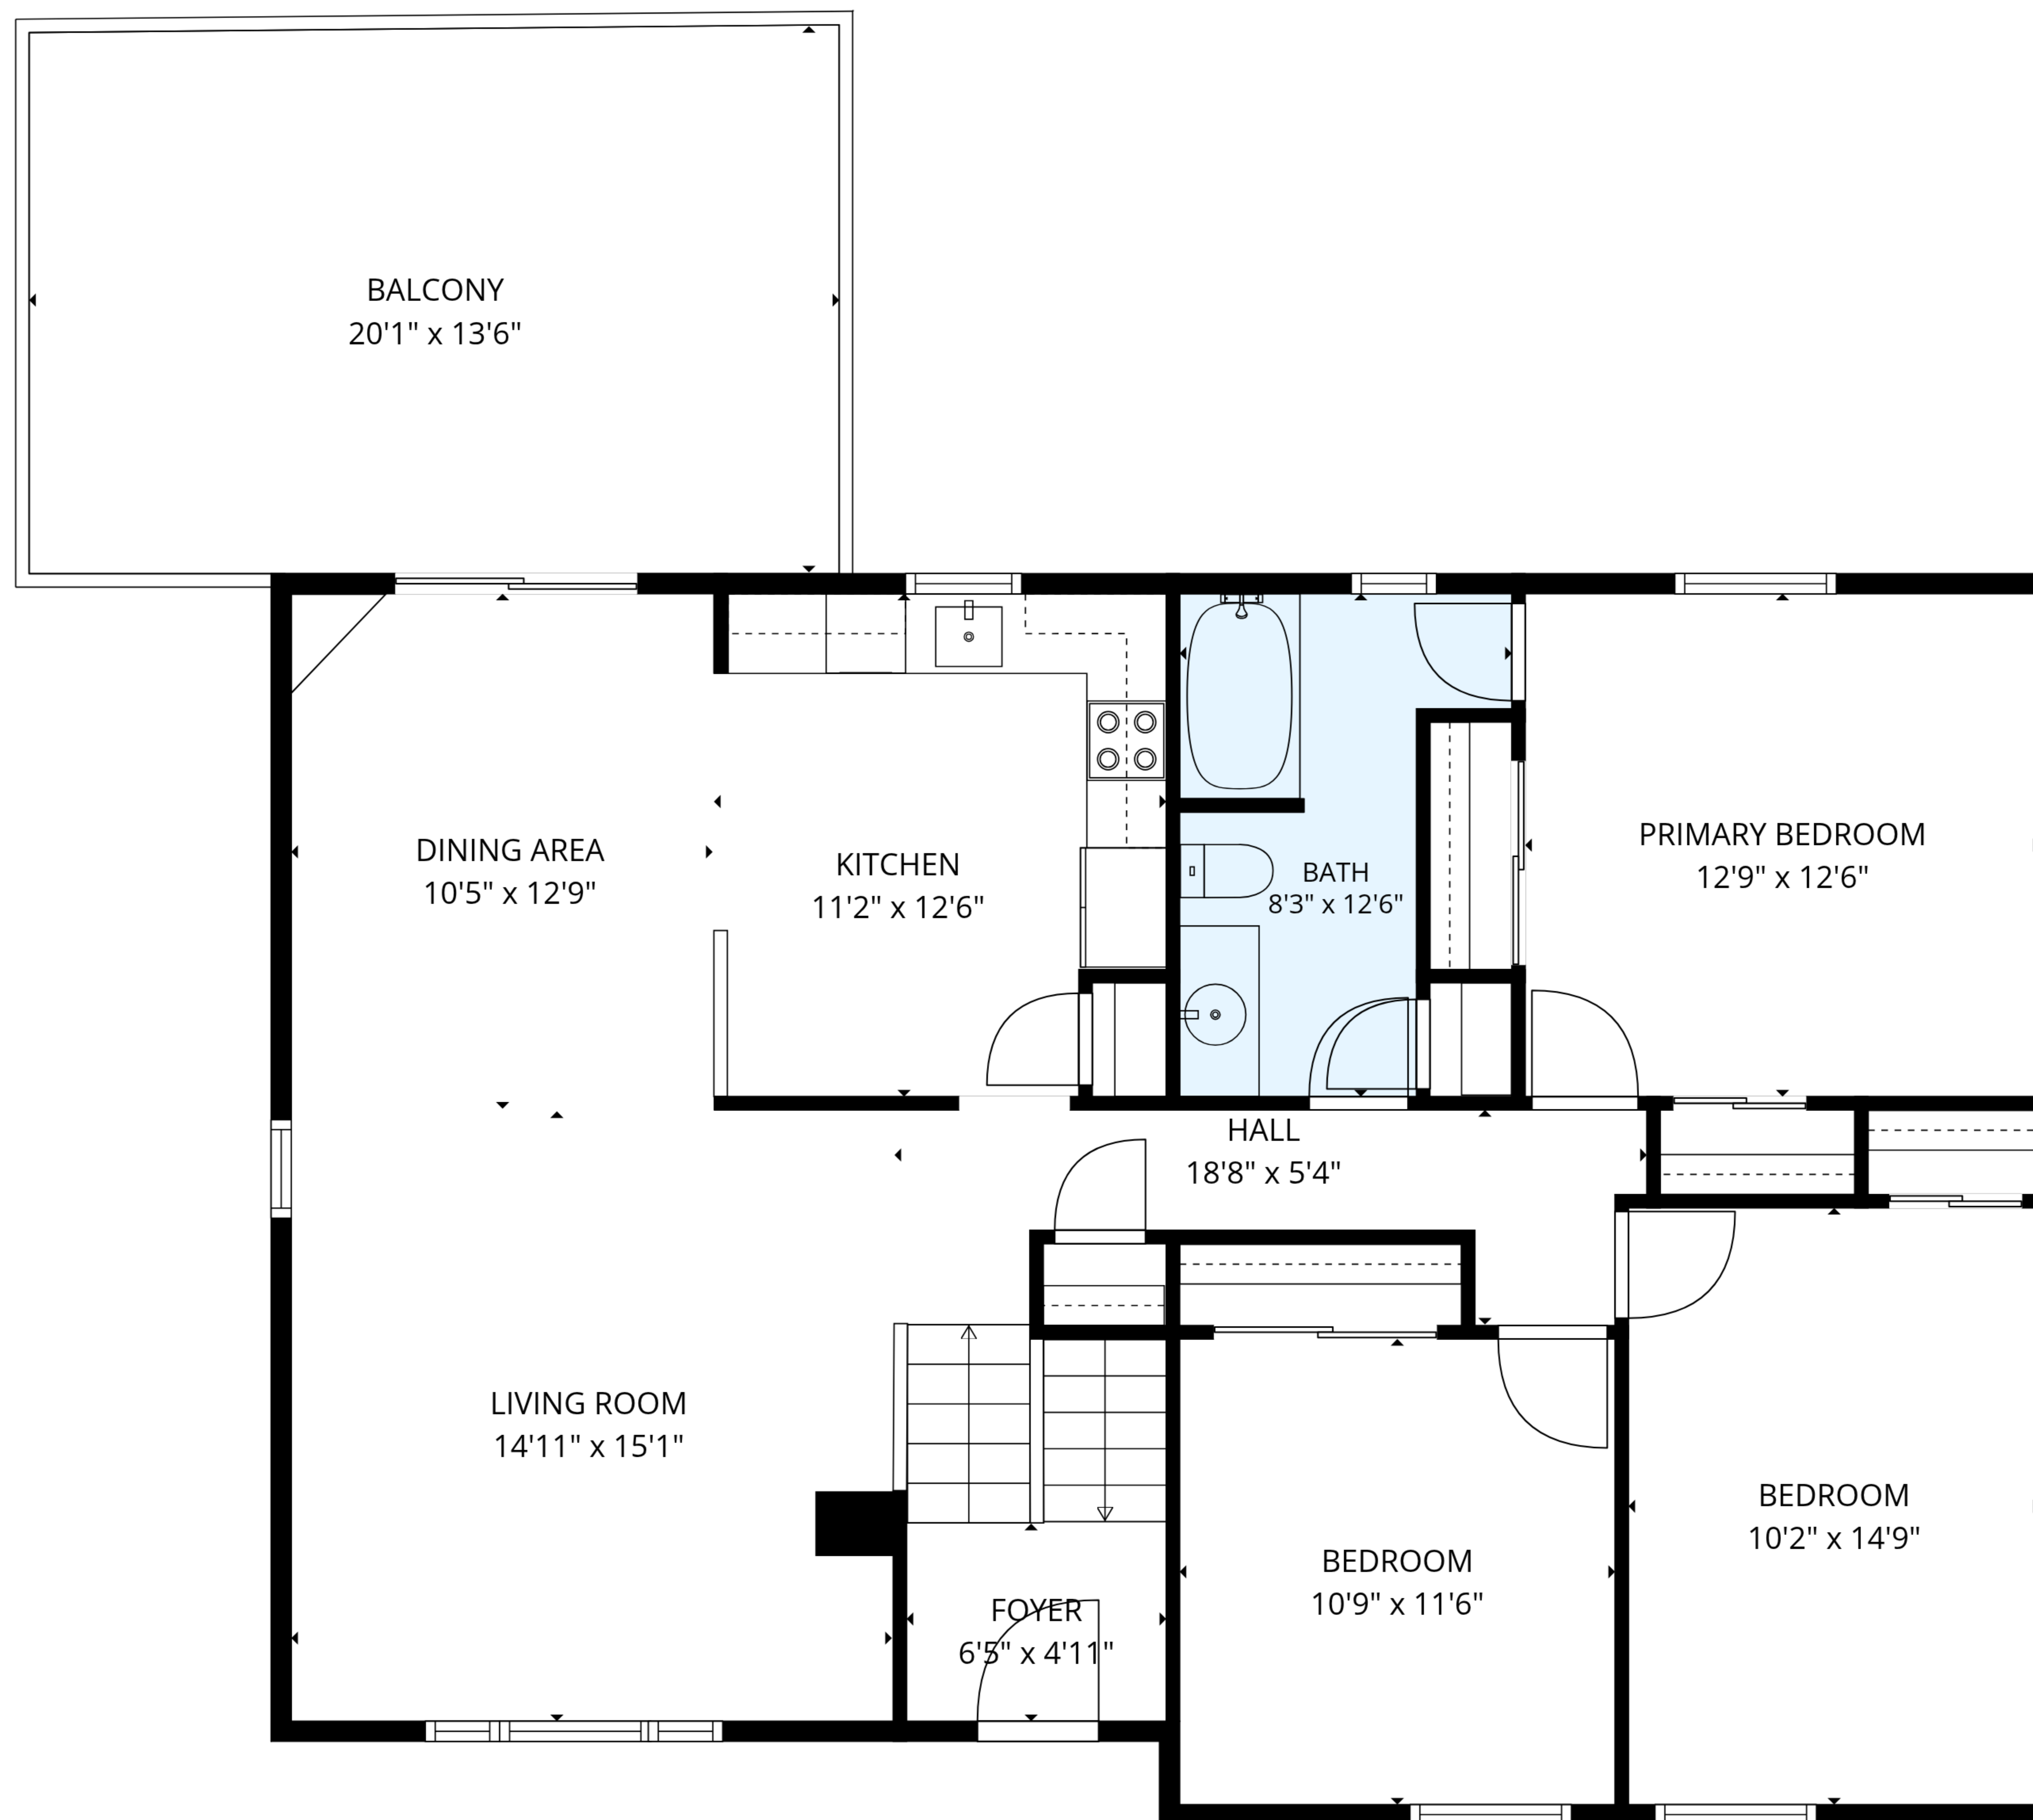 BALCONY
20'1" x 13'6"
DINING AREA
10'5" x 12'9"
KITCHEN
11'2" x 12'6"
BATH
8'3" x 12'6"
PRIMARY BEDROOM
12'9" x 12'6"
HALL
18'8" x 5'4"
LIVING ROOM
14'11" x 15'1"
FOYER
6'5" x 4'11"
BEDROOM
10'9" x 11'6"
BEDROOM
10'2" x 14'9"